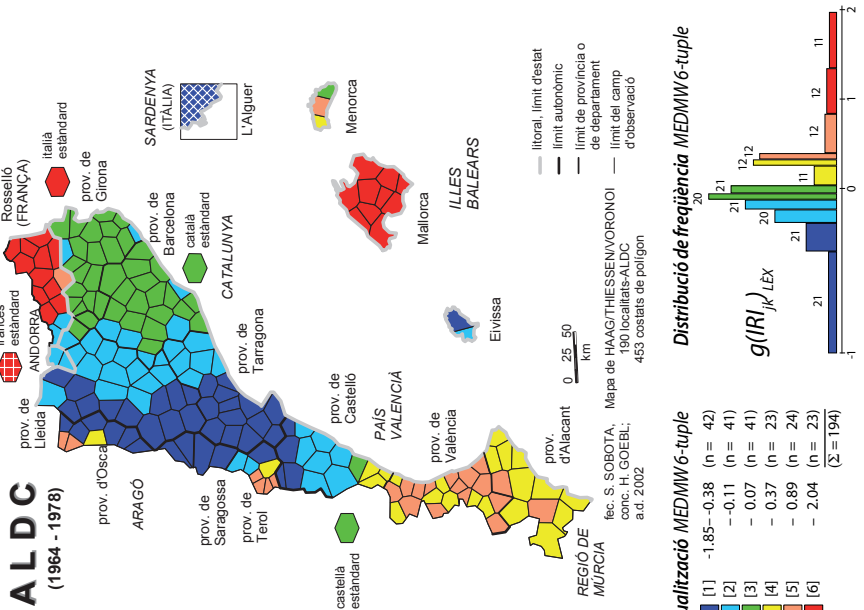 ALDC
(1964 - 1978)
prov. de
Lleida
ANDORRA
estàndard
Rosselló
(FRANÇA)
italià
estàndard
prov. de
Girona
SARDENYA
(ITÀLIA)
L'Alguer
prov. d'Osca
ARAGÓ
prov. de
Barcelona
català
estàndard
CATALUNYA
Menorca
prov. de
Saragossa
prov. de
Terol
prov. de
Tarragona
Mallorca
ILLES
BALEARS
castellà
estàndard
prov. de
Castelló
PAÍS
VALENCIÀ
Eivissa
prov. de
València
prov.
d'Alacant
REGIÓ DE
MÚRCIA
0 25 50
km
litoral, límit d'estat
límit autonòmic
límit de província o
de departament
límit del camp
d'observació
fec. S. SOBOTA,
conc. H. GOEBL;
a.d. 2002
Mapa de HAAG/THIESSEN/VORONOI
190 localitats-ALDC
453 costats de polígon
MEDMW 6-tuple
[1] -1.85 - -0.38 (n = 42)
[2] - -0.11 (n = 41)
[3] - 0.07 (n = 41)
[4] - 0.37 (n = 23)
[5] - 0.89 (n = 24)
[6] - 2.04 (n = 23)
(Σ = 194)
Distribució de freqüència MEDMW 6-tuple
g(IRI jk) LÈX
21 21 20 21 20 21 11 12 12 12 12 11
-1 0 1 2